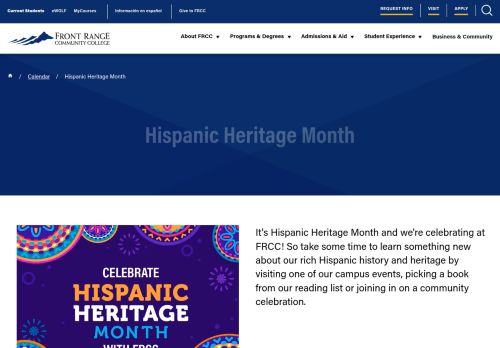 Current Students eWOLF MyCourses Información en español Give to FRCC REQUEST INFO VISIT APPLY
FRONT RANGE
COMMUNITY COLLEGE
About FRCC Programs & Degrees Admissions & Aid Student Experience Business & Community
/ Calendar / Hispanic Heritage Month
Hispanic Heritage Month
It's Hispanic Heritage Month and we're celebrating at
FRCC! So take some time to learn something new
about our rich Hispanic history and heritage by
visiting one of our campus events, picking a book
from our reading list or joining in on a community
celebration.
CELEBRATE
HISPANIC
HERITAGE
MONTH
WITH FRCC